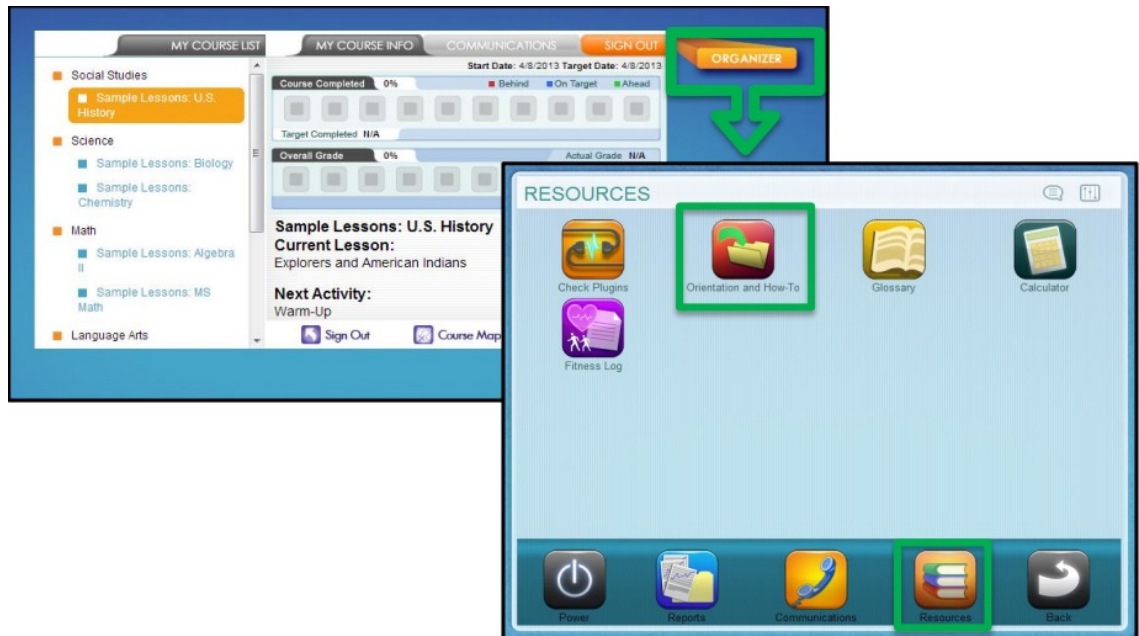 MY COURSE LIST
MY COURSE INFO
COMMUNICATIONS
SIGN OUT
ORGANIZER
Social Studies
Sample Lessons: U.S.
History
Science
Sample Lessons: Biology
Sample Lessons:
Chemistry
Math
Sample Lessons: Algebra
II
Sample Lessons: MS
Math
Language Arts
Start Date: 4/8/2013 Target Date: 4/8/2013
Course Completed 0% Behind On Target Ahead
Target Completed N/A
Overall Grade 0% Actual Grade N/A
Sample Lessons: U.S. History
Current Lesson:
Explorers and American Indians
Next Activity:
Warm-Up
Sign Out Course Map
RESOURCES
Check Plugins Orientation and How-To Glossary Calculator
Fitness Log
Power Reports Communications Resources Back